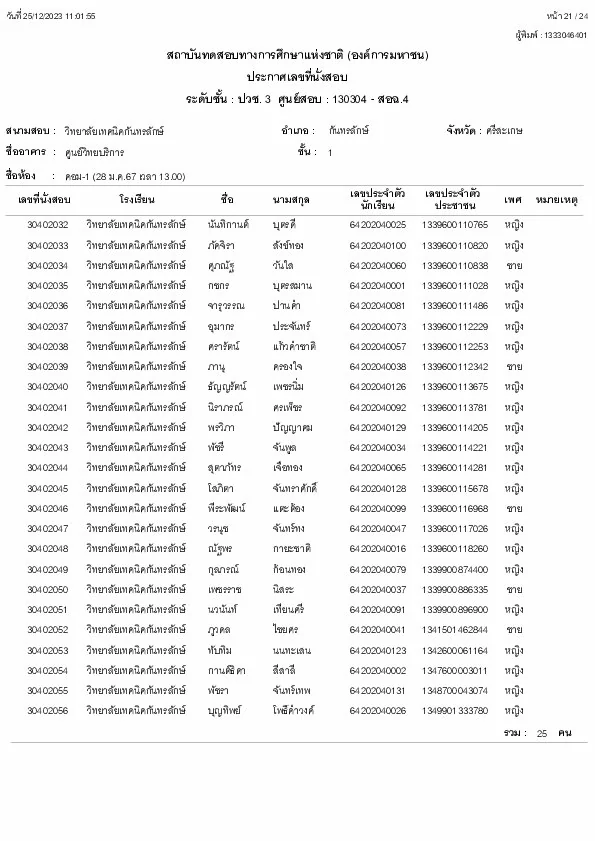 วันที่ 25/12/2023 11:01:55 หน้า 21 / 24
ผู้พิมพ์ : 1333046401
สถาบันทดสอบทางการศึกษาแห่งชาติ (องค์การมหาชน)
ประกาศเลขที่นั่งสอบ
ระดับชั้น : ปวช. 3 ศูนย์สอบ : 130304 - สอฉ.4
สนามสอบ : วิทยาลัยเทคนิคกันทรลักษ์ อำเภอ : กันทรลักษ์ จังหวัด : ศรีสะเกษ
ชื่ออาคาร : ศูนย์วิทยบริการ ชั้น : 1
ชื่อห้อง : คอม-1 (28 ม.ค.67 เวลา 13.00)
เลขที่นั่งสอบ โรงเรียน ชื่อ นามสกุล เลขประจำตัวนักเรียน เลขประจำตัวประชาชน เพศ หมายเหตุ
30402032 วิทยาลัยเทคนิคกันทรลักษ์ นันทิกานต์ บุตรดี 64202040025 1339600110765 หญิง
30402033 วิทยาลัยเทคนิคกันทรลักษ์ ภัคจิรา สังข์ทอง 64202040100 1339600110820 หญิง
30402034 วิทยาลัยเทคนิคกันทรลักษ์ ศุภณัฐ วันใส 64202040060 1339600110838 ชาย
30402035 วิทยาลัยเทคนิคกันทรลักษ์ กชกร บุตรสมาน 64202040001 1339600111028 หญิง
30402036 วิทยาลัยเทคนิคกันทรลักษ์ จารุวรรณ ปานคำ 64202040081 1339600111486 หญิง
30402037 วิทยาลัยเทคนิคกันทรลักษ์ อุมากร ประจันทร์ 64202040073 1339600112229 หญิง
30402038 วิทยาลัยเทคนิคกันทรลักษ์ ศรารัตน์ แก้วคำชาติ 64202040057 1339600112253 หญิง
30402039 วิทยาลัยเทคนิคกันทรลักษ์ ภานุ ครองใจ 64202040038 1339600112342 ชาย
30402040 วิทยาลัยเทคนิคกันทรลักษ์ ธัญญรัตน์ เพชรนิ่ม 64202040126 1339600113675 หญิง
30402041 วิทยาลัยเทคนิคกันทรลักษ์ นิราภรณ์ ศรเพ็ชร 64202040092 1339600113781 หญิง
30402042 วิทยาลัยเทคนิคกันทรลักษ์ พรวิภา ปัญญาคม 64202040129 1339600114205 หญิง
30402043 วิทยาลัยเทคนิคกันทรลักษ์ พัชรี จันพูล 64202040034 1339600114221 หญิง
30402044 วิทยาลัยเทคนิคกันทรลักษ์ สุตาภัทร เจือทอง 64202040065 1339600114281 หญิง
30402045 วิทยาลัยเทคนิคกันทรลักษ์ โสภิตา จันทราศักดิ์ 64202040128 1339600115678 หญิง
30402046 วิทยาลัยเทคนิคกันทรลักษ์ พีระพัฒน์ แตะต้อง 64202040099 1339600116968 ชาย
30402047 วิทยาลัยเทคนิคกันทรลักษ์ วรนุช จันทร์ทง 64202040047 1339600117026 หญิง
30402048 วิทยาลัยเทคนิคกันทรลักษ์ ณัฐพร กายะชาติ 64202040016 1339600118260 หญิง
30402049 วิทยาลัยเทคนิคกันทรลักษ์ กุลภรณ์ ก้อนทอง 64202040079 1339900874400 หญิง
30402050 วิทยาลัยเทคนิคกันทรลักษ์ เพชรราช นิสระ 64202040037 1339900886335 ชาย
30402051 วิทยาลัยเทคนิคกันทรลักษ์ นวนันท์ เทียนศรี 64202040091 1339900896900 หญิง
30402052 วิทยาลัยเทคนิคกันทรลักษ์ ภูวดล ไชยศร 64202040041 1341501462844 ชาย
30402053 วิทยาลัยเทคนิคกันทรลักษ์ ทับทิม นนทะเสน 64202040123 1342600061164 หญิง
30402054 วิทยาลัยเทคนิคกันทรลักษ์ กานต์ธิดา สีสาลี 64202040002 1347600003011 หญิง
30402055 วิทยาลัยเทคนิคกันทรลักษ์ พัชรา จันทร์เทพ 64202040131 1348700043074 หญิง
30402056 วิทยาลัยเทคนิคกันทรลักษ์ บุญทิพย์ โพธิ์คำวงค์ 64202040026 1349901333780 หญิง
รวม : 25 คน